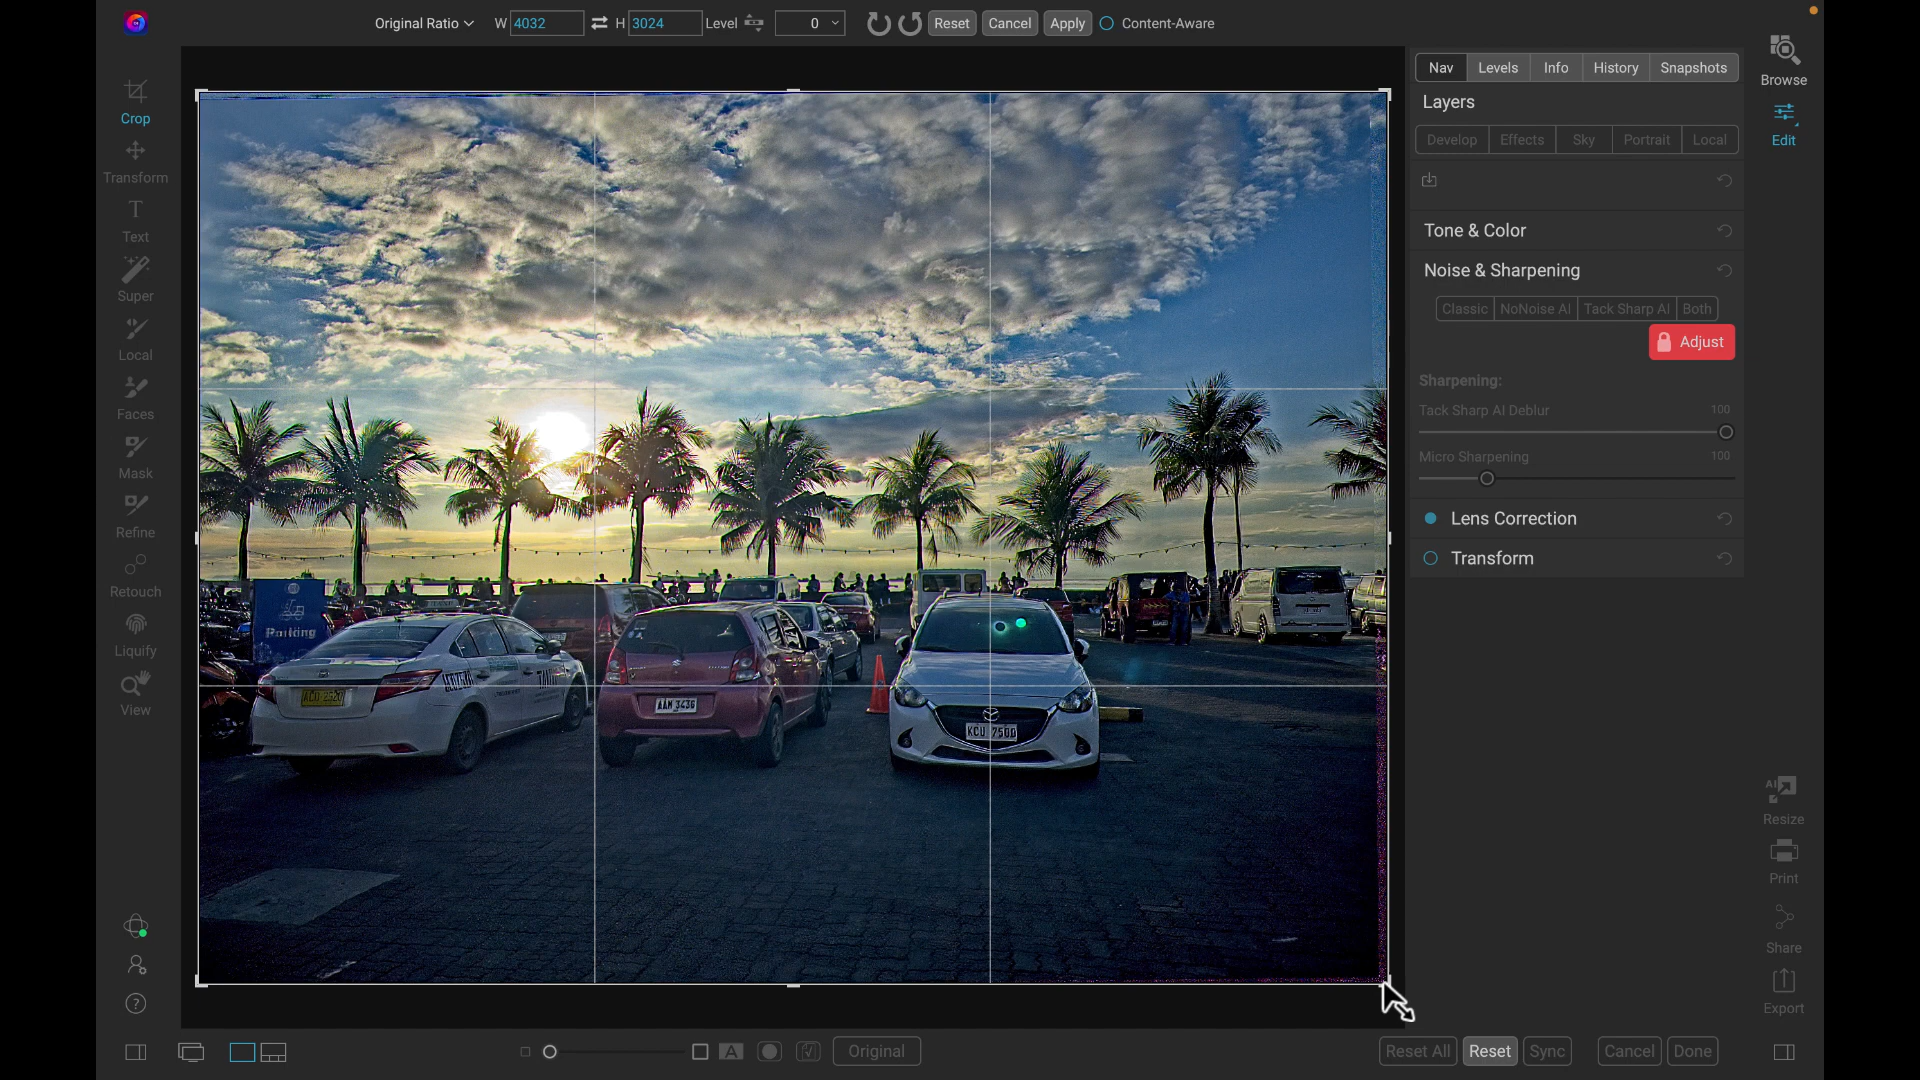 Original Ratio W 4032 H 3024 Level 0 Reset Cancel Apply Content-Aware
Crop
Transform
Text
Super
Local
Faces
Mask
Refine
Retouch
Liquify
View
Parking
AAM 3436
KCU 7500
TAXI
Nav Levels Info History Snapshots
Layers
Develop Effects Sky Portrait Local
Tone & Color
Noise & Sharpening
Classic NoNoise AI Tack Sharp AI Both
Adjust
Sharpening:
Tack Sharp AI Deblur 100
Micro Sharpening 100
Lens Correction
Transform
Browse
Edit
AI
Resize
Print
Share
Export
?
A Original Reset All Reset Sync Cancel Done